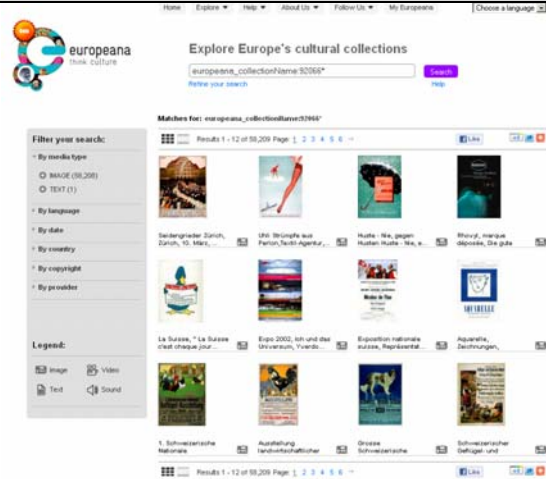 Home Explore ▼ Help ▼ About Us ▼ Follow Us ▼ My Europeana Choose a language
europeana
think culture
Explore Europe's cultural collections
europeana_collectionName:92066*
Search
Refine your search
Help
Matches for: europeana_collectionName:92066*
Filter your search:
By media type
IMAGE (58,208)
TEXT (1)
By language
By date
By country
By copyright
By provider
Legend:
Image Video
Text Sound
Results 1 - 12 of 58,209 Page: 1 2 3 4 5 6
Like
Seidengrieder Zürich,
Zürich, 10. März, ...
UHA Strümpfe aus
Perlon,Textil-Agentur,...
Huste - Nie, gegen
Husten Huste - Nie, e...
Rhovyl, marque
déposée, Die gute
La Suisse, " La Suisse
c'est chaque jour...
Expo 2002, ich und das
Universum, Yverdo...
Exposition nationale
suisse, Représentat...
Aquarelle,
Zeichnungen,
AQUARELLE
1. Schweizerische
Nationale
Ausstellung
landwirtschaftlicher
Grosse
Schweizerische
Schweizerischer
Geflügel- und
Results 1 - 12 of 58,209 Page: 1 2 3 4 5 6
Like